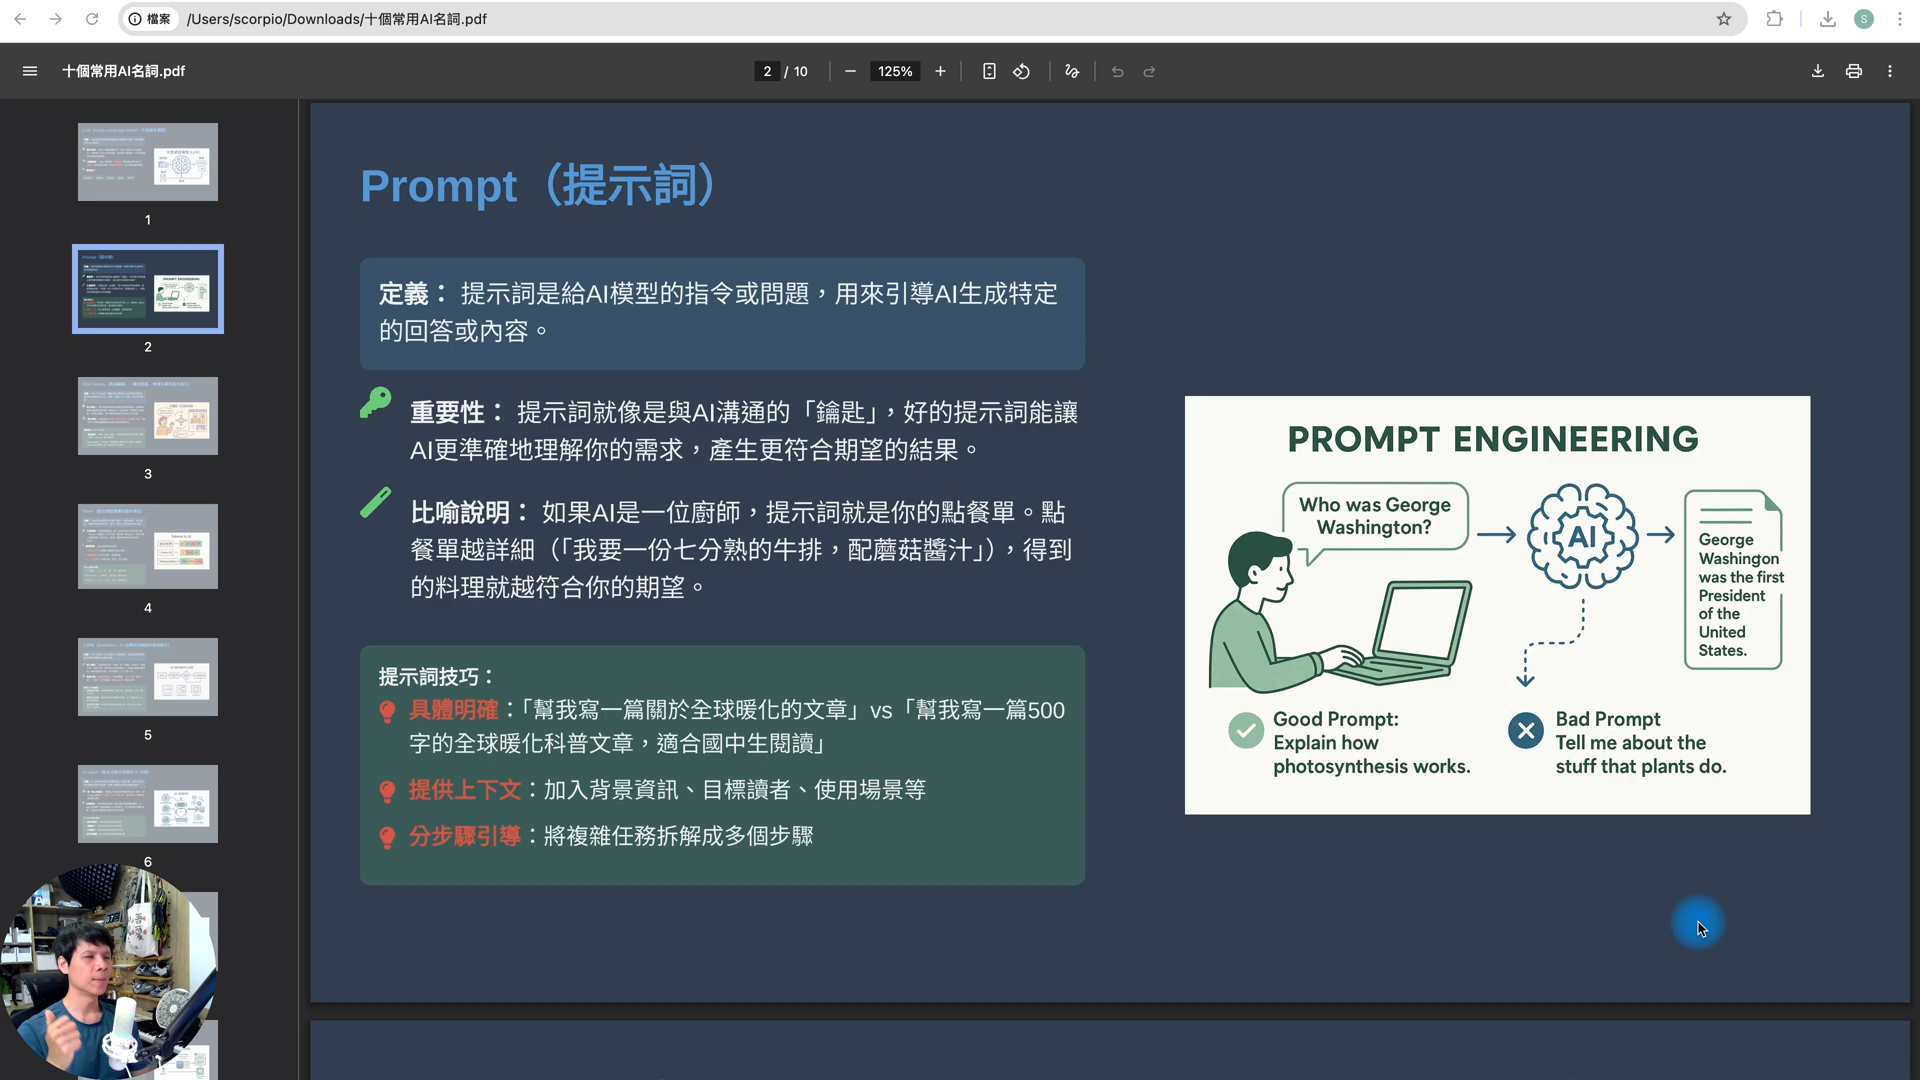 檔案
/Users/scorpio/Downloads/十個常用AI名詞.pdf
S
十個常用AI名詞.pdf
2 / 10
125%
1
2
3
4
5
6
Prompt（提示詞）
定義： 提示詞是給AI模型的指令或問題，用來引導AI生成特定
的回答或內容。
重要性： 提示詞就像是與AI溝通的「鑰匙」，好的提示詞能讓
AI更準確地理解你的需求，產生更符合期望的結果。
比喻說明： 如果AI是一位廚師，提示詞就是你的點餐單。點
餐單越詳細（「我要一份七分熟的牛排，配蘑菇醬汁」），得到
的料理就越符合你的期望。
提示詞技巧：
具體明確：「幫我寫一篇關於全球暖化的文章」vs「幫我寫一篇500
字的全球暖化科普文章，適合國中生閱讀」
提供上下文：加入背景資訊、目標讀者、使用場景等
分步驟引導：將複雜任務拆解成多個步驟
PROMPT ENGINEERING
Who was George
Washington?
AI
George
Washingon
was the first
President
of the
United
States.
Good Prompt:
Explain how
photosynthesis works.
Bad Prompt
Tell me about the
stuff that plants do.